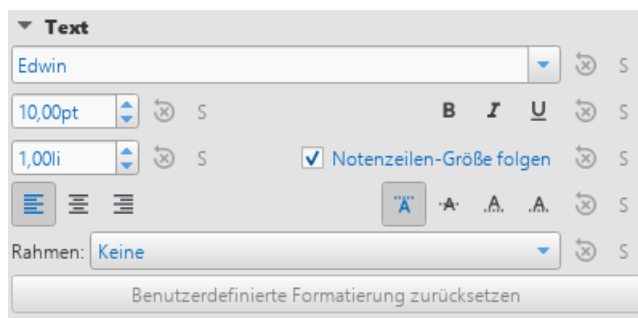 Text
Edwin S
10,00pt S B I U S
1,00li S Notenzeilen-Größe folgen S
A A A A S
Rahmen: Keine S
Benutzerdefinierte Formatierung zurücksetzen